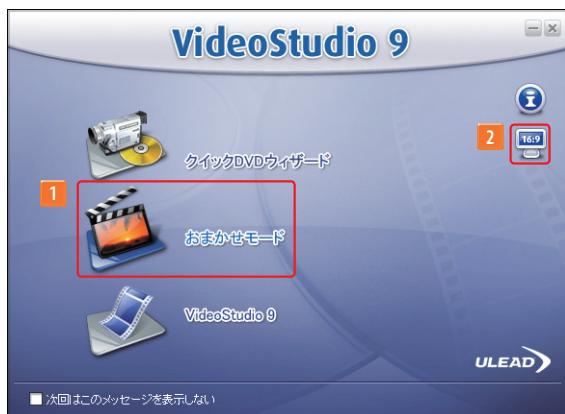 VideoStudio 9
16:9
2
クイックDVDウィザード
1
おまかせモード
VideoStudio 9
ULEAD
次回はこのメッセージを表示しない